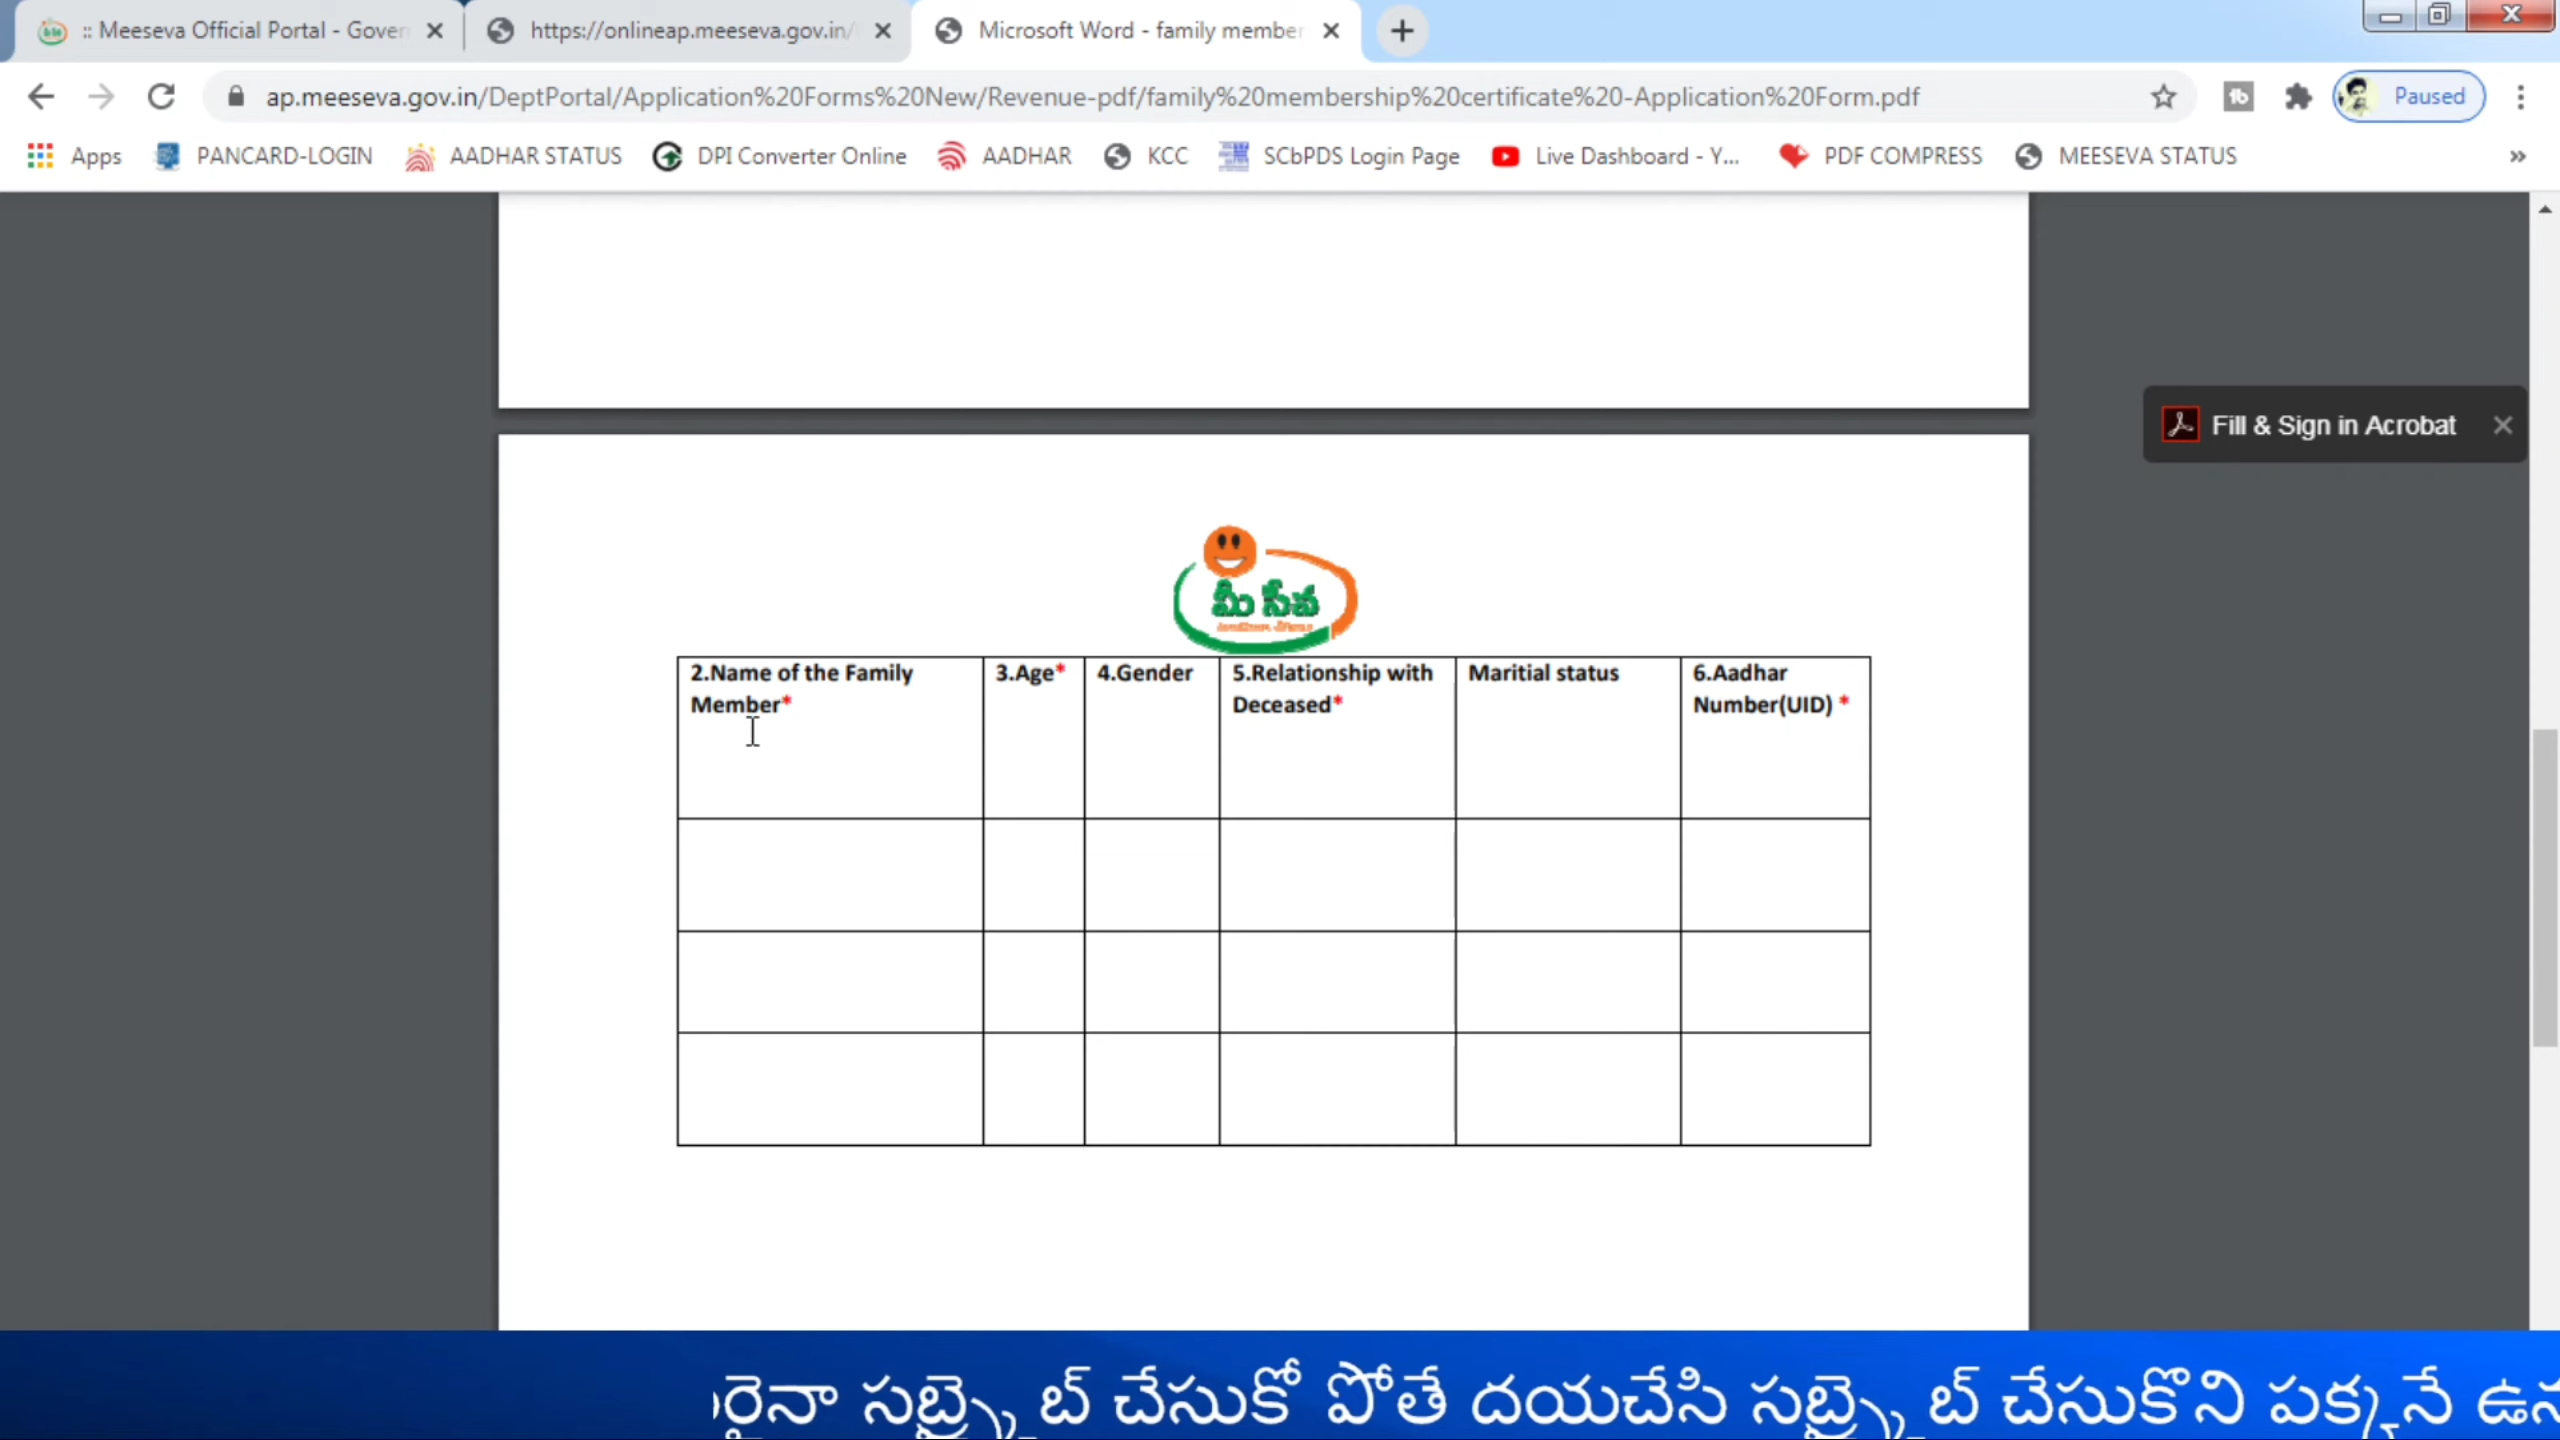 :: Meeseva Official Portal - Gover
https://onlineap.meeseva.gov.in/
Microsoft Word - family member
ap.meeseva.gov.in/DeptPortal/Application%20Forms%20New/Revenue-pdf/family%20membership%20certificate%20-Application%20Form.pdf
Paused
Apps
PANCARD-LOGIN
AADHAR STATUS
DPI Converter Online
AADHAR
KCC
SCbPDS Login Page
Live Dashboard - Y...
PDF COMPRESS
MEESEVA STATUS
»
Fill & Sign in Acrobat
మీ సేవ
2.Name of the Family
Member*
3.Age*
4.Gender
5.Relationship with
Deceased*
Maritial status
6.Aadhar
Number(UID) *
రైనా సబ్స్క్రైబ్ చేసుకో పోతే దయచేసి సబ్స్క్రైబ్ చేసుకొని పక్కనే ఉన